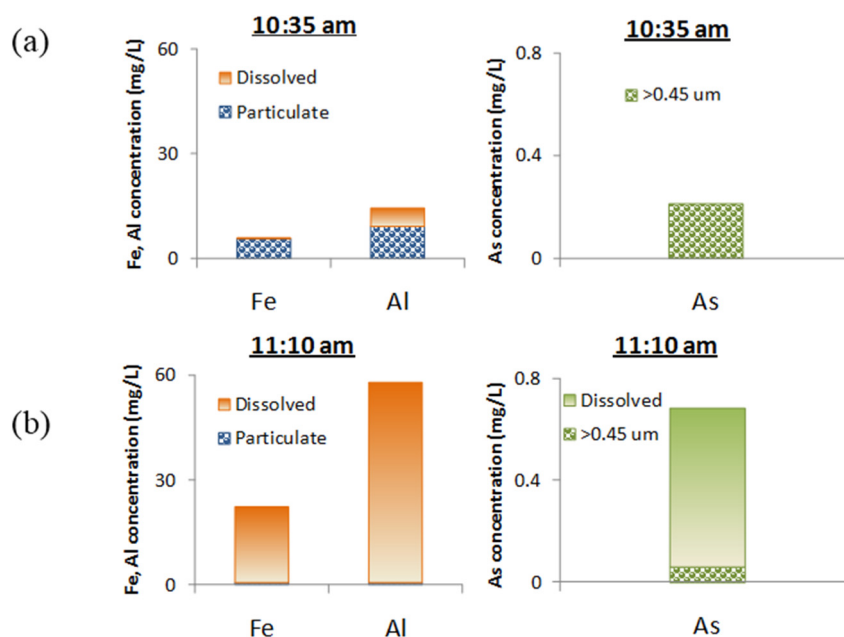 (a)
10:35 am
Fe, Al concentration (mg/L)
60
30
0
Dissolved
Particulate
Fe
Al
10:35 am
As concentration (mg/L)
0.8
0.4
0
>0.45 um
As
(b)
11:10 am
Fe, Al concentration (mg/L)
60
30
0
Dissolved
Particulate
Fe
Al
11:10 am
As concentration (mg/L)
0.8
0.4
0
Dissolved
>0.45 um
As